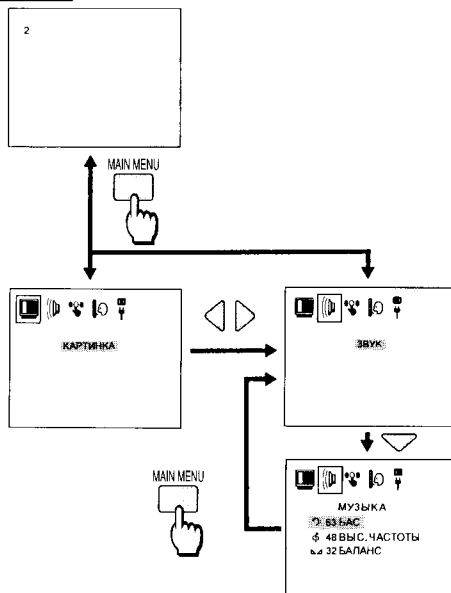 2
MAIN MENU
КАРТИНКА
ЗВУК
MAIN MENU
МУЗЫКА
63 БАС
48 ВЫС. ЧАСТОТЫ
32 БАЛАНС